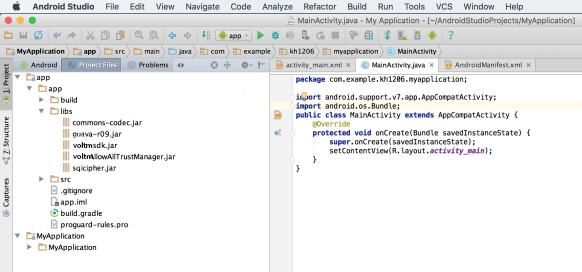 Android Studio File Edit View Navigate Code Analyze Refactor Build Run Tools VCS Window Help
MainActivity.java - My Application - [~/AndroidStudioProjects/MyApplication]
app
MyApplication app src main java com example kh1206 myapplication MainActivity
Android Project Files Problems
activity_main.xml MainActivity.java AndroidManifest.xml
1: Project
Z: Structure
Captures
app
app
build
libs
commons-codec.jar
guava-r09.jar
voltmsdk.jar
voltmAllowAllTrustManager.jar
sqicipher.jar
src
.gitignore
app.iml
build.gradle
proguard-rules.pro
MyApplication
MyApplication
package com.example.kh1206.myapplication;
import android.support.v7.app.AppCompatActivity;
import android.os.Bundle;
public class MainActivity extends AppCompatActivity {
@Override
protected void onCreate(Bundle savedInstanceState) {
super.onCreate(savedInstanceState);
setContentView(R.layout.activity_main);
}
}